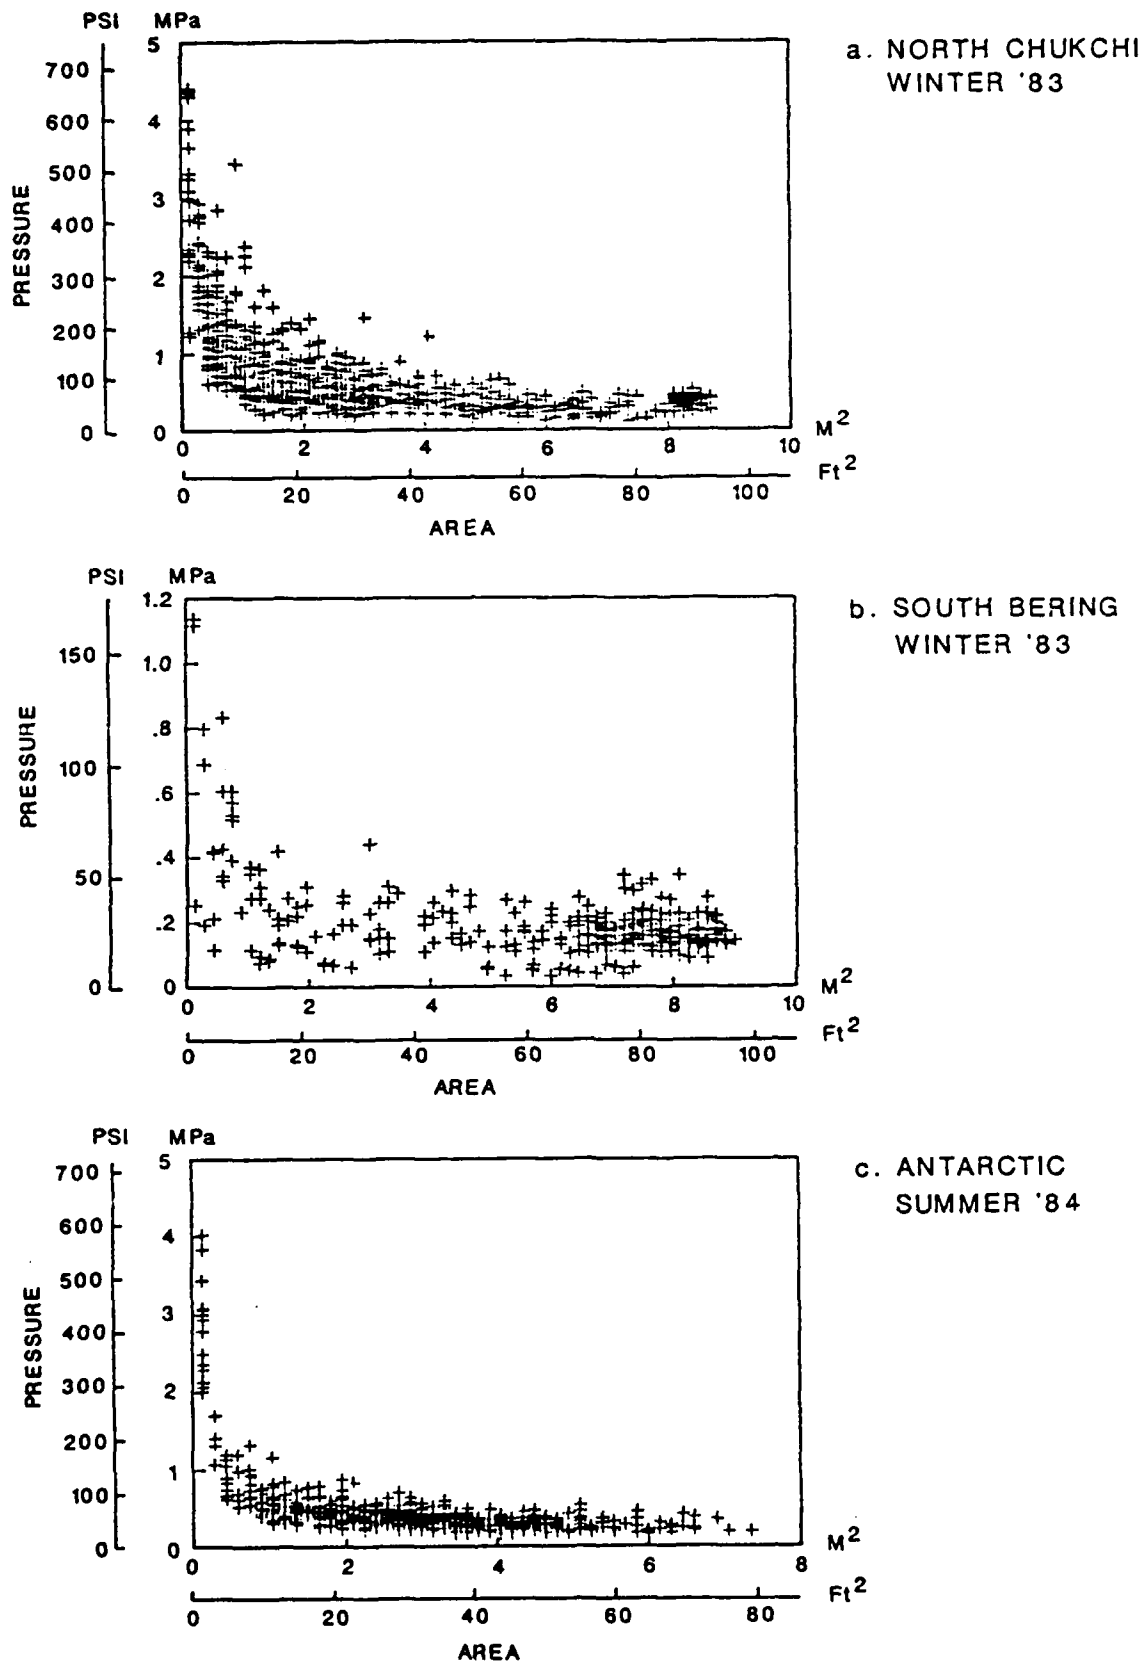 PSI MPa
5
700
4
600
500
3
400
2
300
200
1
100
0 0
PRESSURE
0 2 4 6 8 10 M²
0 20 40 60 80 100 Ft²
AREA
a. NORTH CHUKCHI
WINTER '83
PSI MPa
1.2
150
1.0
.8
100
.6
.4
50
.2
0 0
PRESSURE
0 2 4 6 8 10 M²
0 20 40 60 80 100 Ft²
AREA
b. SOUTH BERING
WINTER '83
PSI MPa
5
700
600
4
500
3
400
300
2
200
1
100
0 0
PRESSURE
0 2 4 6 8 M²
0 20 40 60 80 Ft²
AREA
c. ANTARCTIC
SUMMER '84